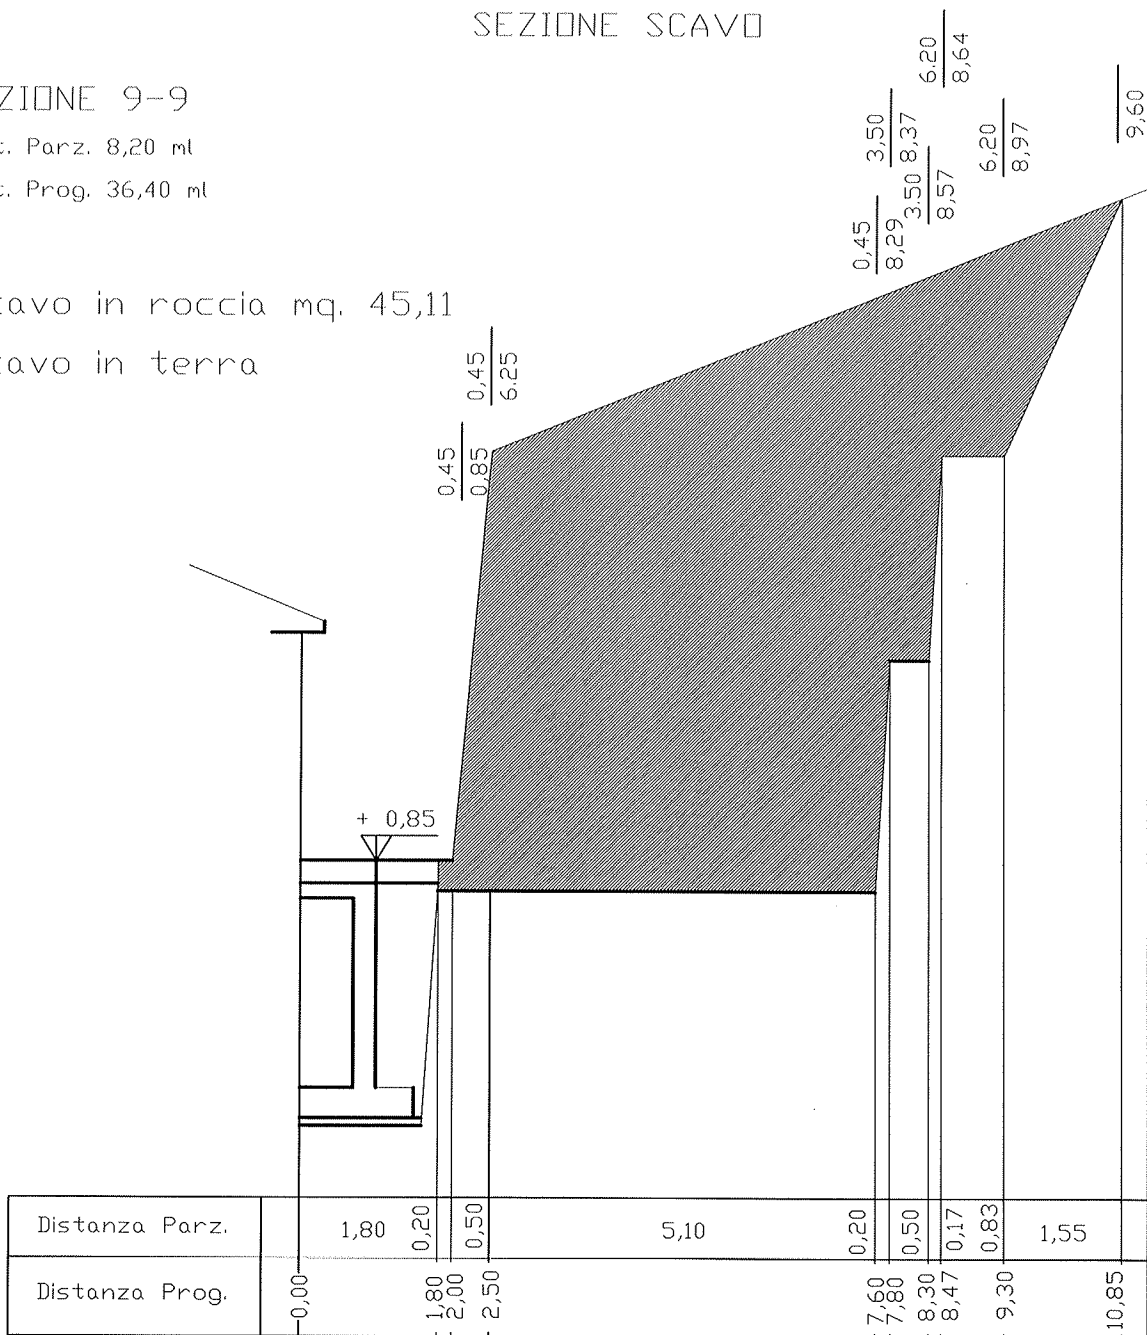 SEZIONE SCAVO
ZIONE 9-9
t. Parz. 8,20 ml
t. Prog. 36,40 ml
cavo in roccia mq. 45,11
cavo in terra
0,45
0,85
0,45
6.25
0,45
8,29
3,50
8,37
3.50
8,57
6.20
8,64
6,20
8,97
9,60
+ 0,85
Distanza Parz. 1,80 0,20 0,50 5,10 0,20 0,50 0,17 0,83 1,55
Distanza Prog. 0,00 1,80 2,00 2,50 7,60 7,80 8,30 8,47 9,30 10,85